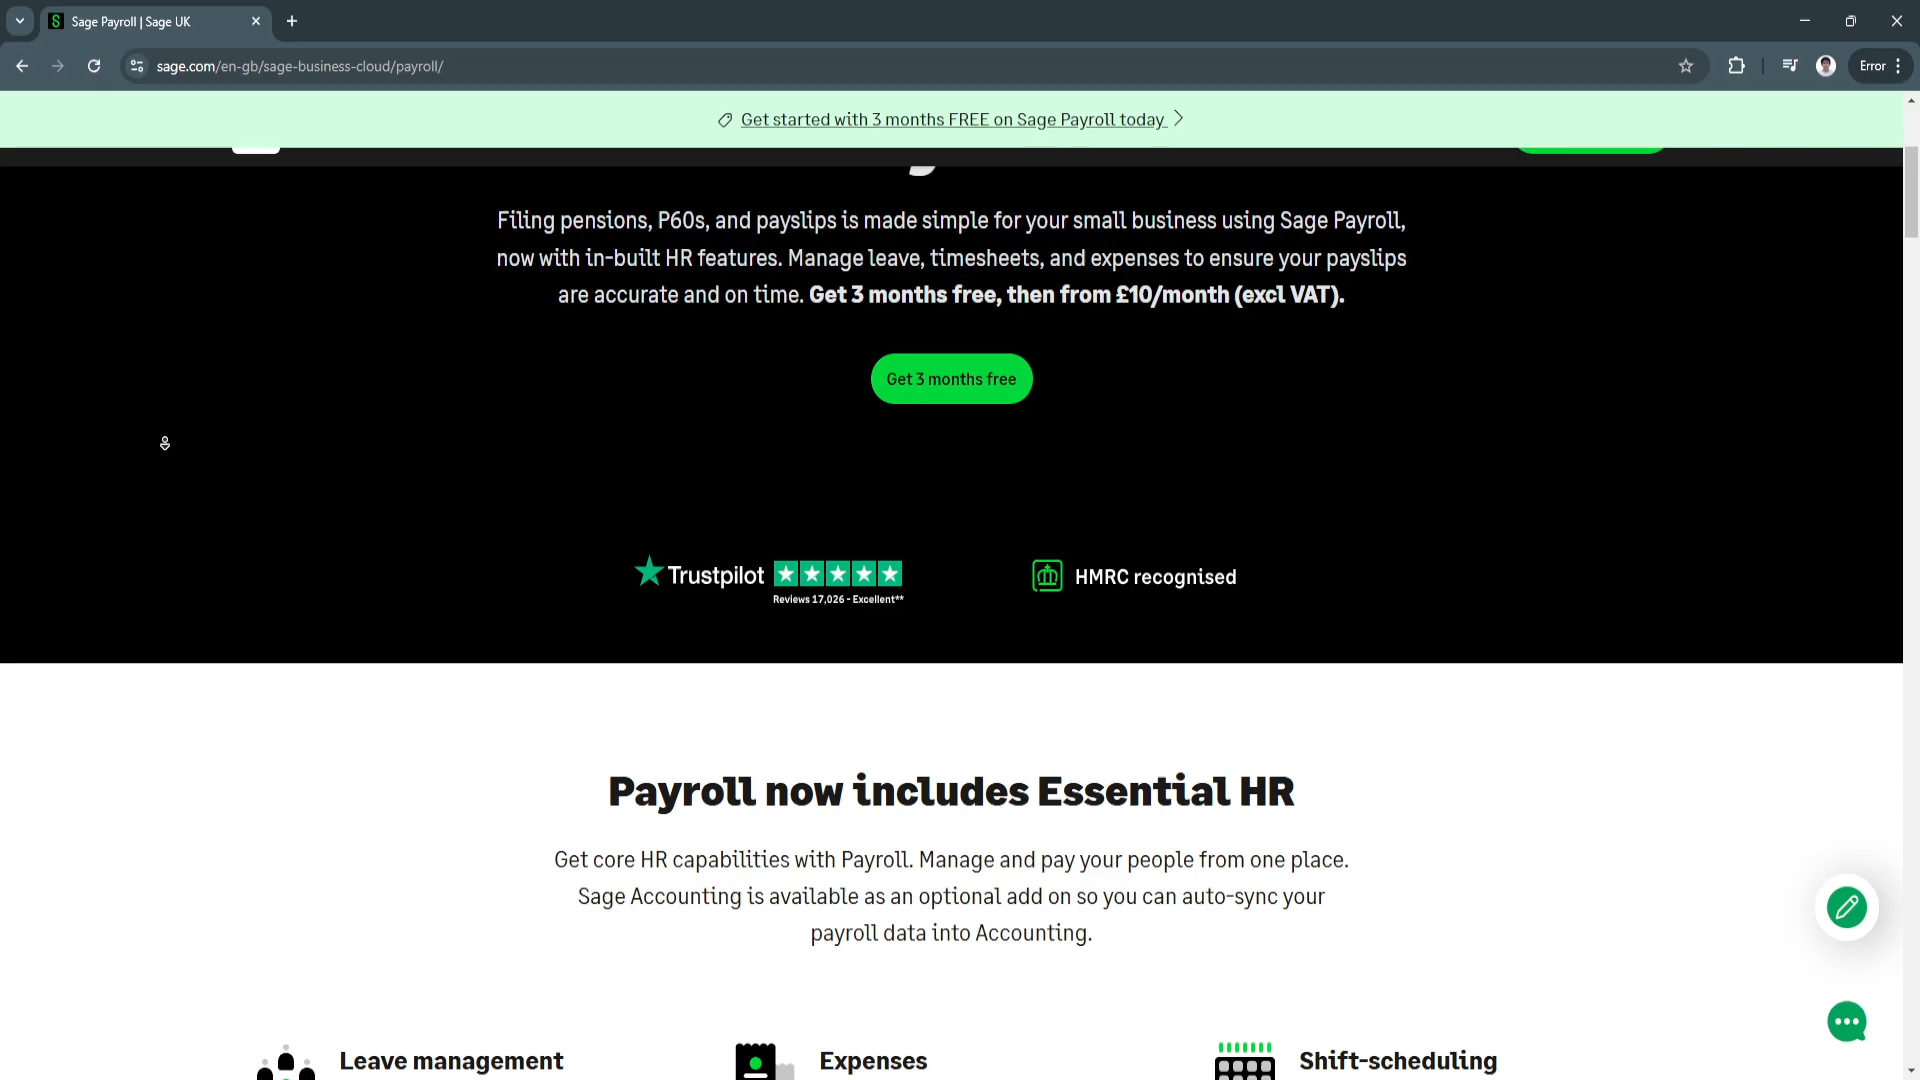 Sage Payroll | Sage UK
sage.com/en-gb/sage-business-cloud/payroll/
Error
Get started with 3 months FREE on Sage Payroll today
Filing pensions, P60s, and payslips is made simple for your small business using Sage Payroll,
now with in-built HR features. Manage leave, timesheets, and expenses to ensure your payslips
are accurate and on time. Get 3 months free, then from £10/month (excl VAT).
Get 3 months free
Trustpilot
Reviews 17,026 - Excellent**
HMRC recognised
Payroll now includes Essential HR
Get core HR capabilities with Payroll. Manage and pay your people from one place.
Sage Accounting is available as an optional add on so you can auto-sync your
payroll data into Accounting.
Leave management
Expenses
Shift-scheduling